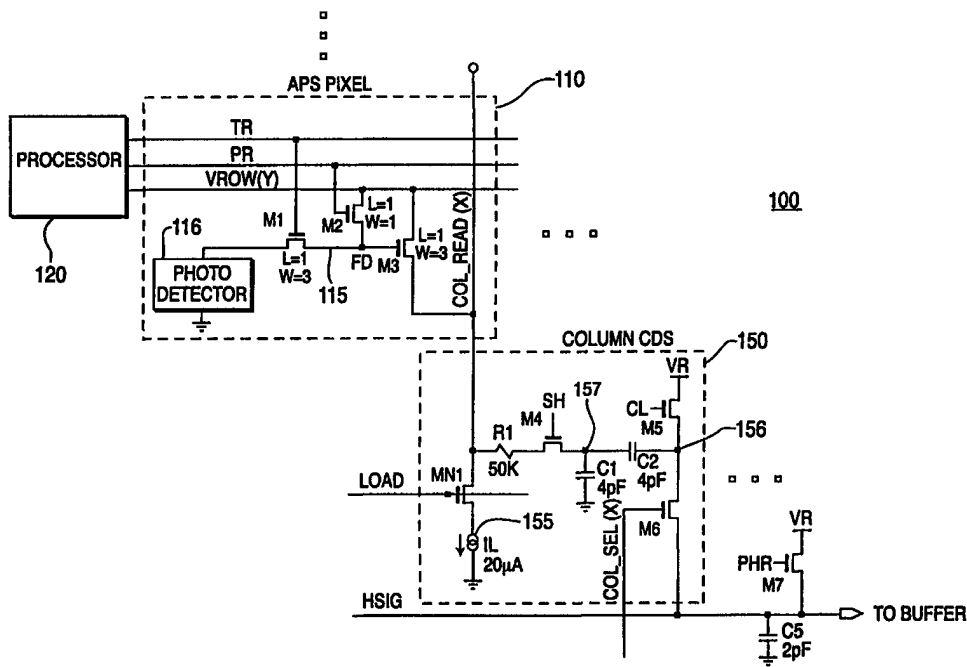 APS PIXEL
110
PROCESSOR
120
TR
PR
VROW(Y)
M1
L=1
W=3
M2
L=1
W=1
M3
L=1
W=3
FD
115
116
PHOTO
DETECTOR
COL_READ (X)
100
COLUMN CDS
150
VR
CL
M5
156
157
SH
M4
R1
50K
C1
4pF
C2
4pF
LOAD
MN1
155
IL
20µA
COL_SEL (X)
M6
VR
PHR
M7
HSIG
TO BUFFER
C5
2pF